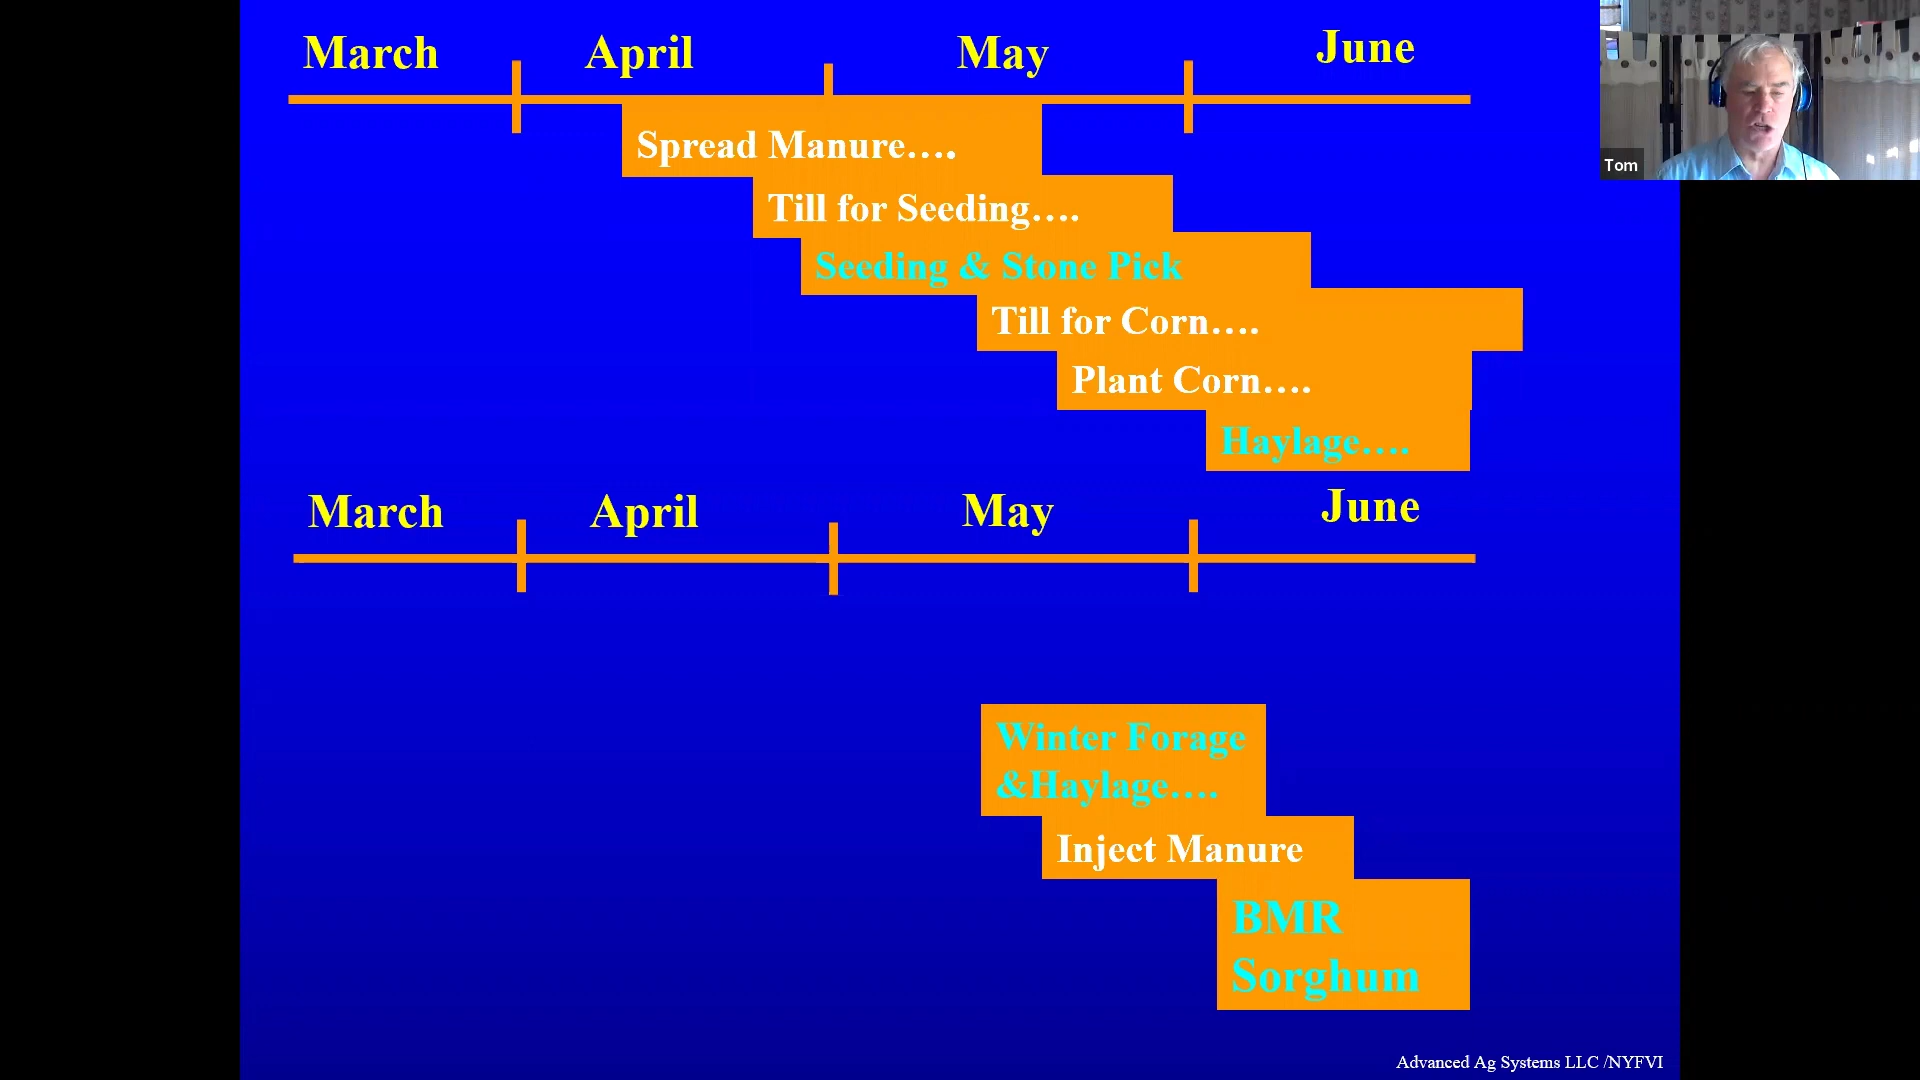 March April May June
Spread Manure….
Till for Seeding….
Seeding & Stone Pick
Till for Corn….
Plant Corn….
Haylage….
March April May June
Winter Forage
&Haylage….
Inject Manure
BMR
Sorghum
Advanced Ag Systems LLC /NYFVI
Tom